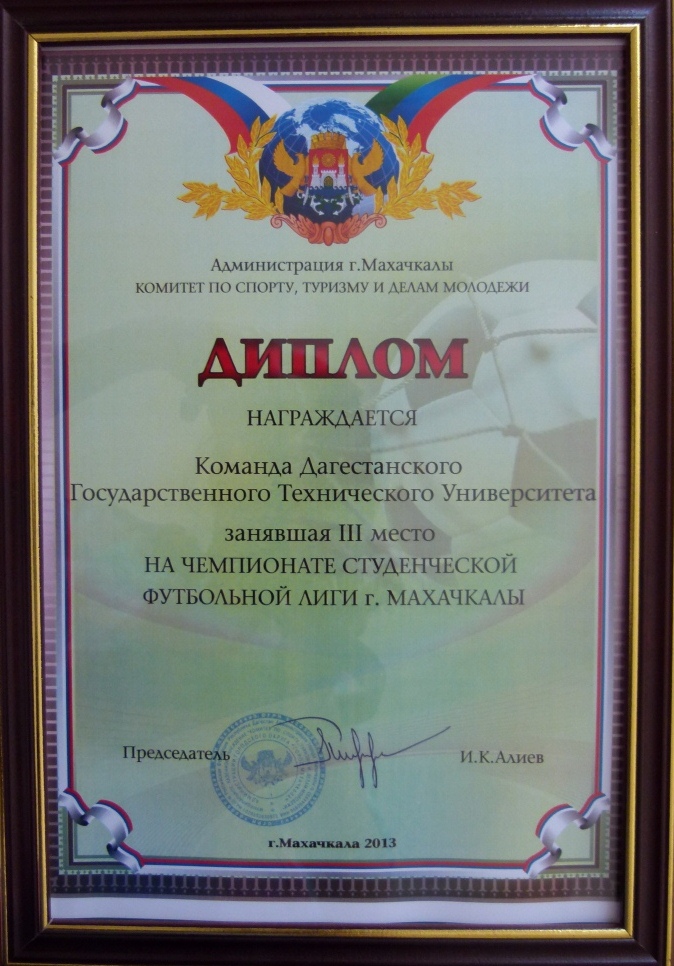 Администрация г.Махачкалы
КОМИТЕТ ПО СПОРТУ, ТУРИЗМУ И ДЕЛАМ МОЛОДЕЖИ
ДИПЛОМ
НАГРАЖДАЕТСЯ
Команда Дагестанского
Государственного Технического Университета
занявшая III место
НА ЧЕМПИОНАТЕ СТУДЕНЧЕСКОЙ
ФУТБОЛЬНОЙ ЛИГИ г. МАХАЧКАЛЫ
Председатель И.К.Алиев
г.Махачкала 2013